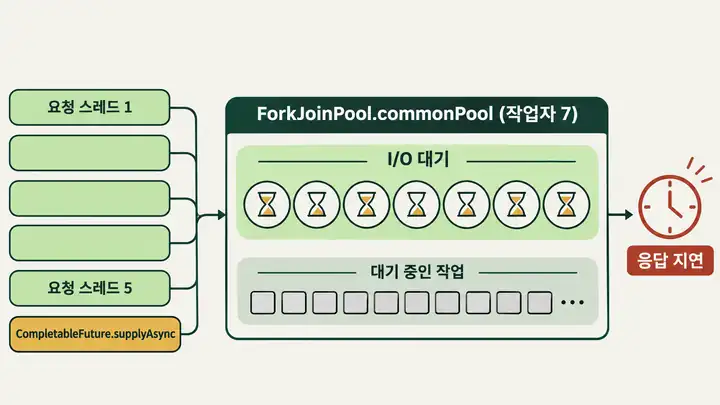 요청 스레드 1
요청 스레드 5
CompletableFuture.supplyAsync
ForkJoinPool.commonPool (작업자 7)
I/O 대기
대기 중인 작업
...
응답 지연